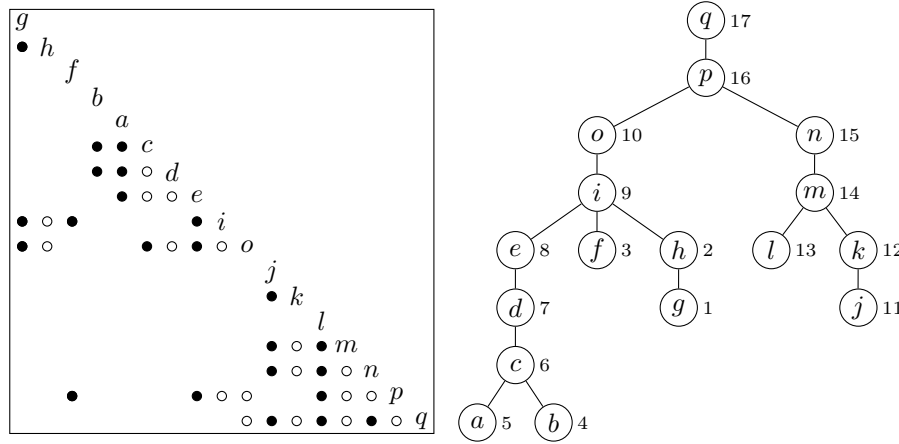 g
h
f
b
a
c
d
e
i
o
j
k
l
m
n
p
q
q 17
p 16
o 10 n 15
i 9 m 14
e 8 f 3 h 2 l 13 k 12
d 7 g 1 j 11
c 6
a 5 b 4